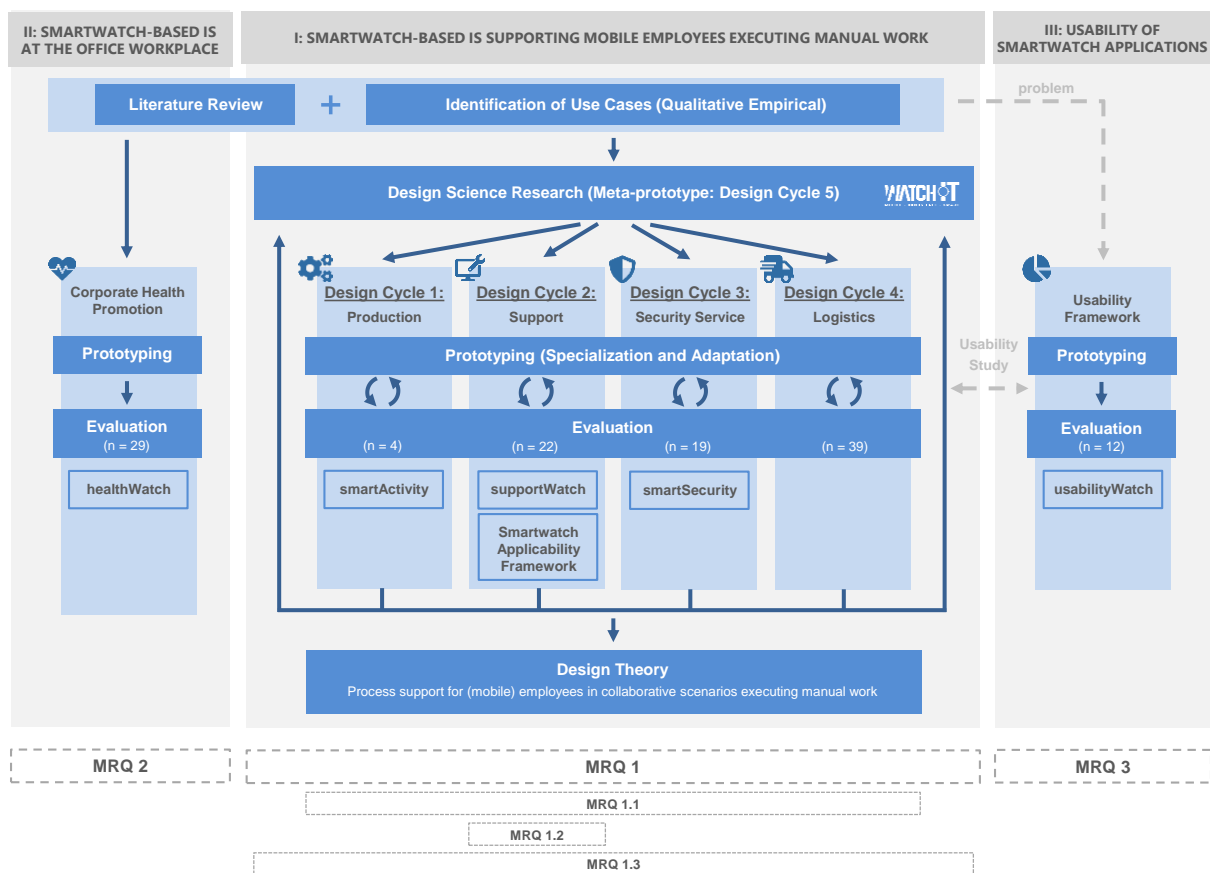 II: SMARTWATCH-BASED IS
AT THE OFFICE WORKPLACE
I: SMARTWATCH-BASED IS SUPPORTING MOBILE EMPLOYEES EXECUTING MANUAL WORK
III: USABILITY OF
SMARTWATCH APPLICATIONS
Literature Review
+
Identification of Use Cases (Qualitative Empirical)
problem
Design Science Research (Meta-prototype: Design Cycle 5)
WATCHIT
Corporate Health
Promotion
Design Cycle 1:
Production
Design Cycle 2:
Support
Design Cycle 3:
Security Service
Design Cycle 4:
Logistics
Usability
Framework
Prototyping
Prototyping (Specialization and Adaptation)
Usability
Study
Prototyping
Evaluation
(n = 29)
Evaluation
(n = 4)
(n = 22)
(n = 19)
(n = 39)
Evaluation
(n = 12)
healthWatch
smartActivity
supportWatch
smartSecurity
usabilityWatch
Smartwatch
Applicability
Framework
Design Theory
Process support for (mobile) employees in collaborative scenarios executing manual work
MRQ 2
MRQ 1
MRQ 3
MRQ 1.1
MRQ 1.2
MRQ 1.3